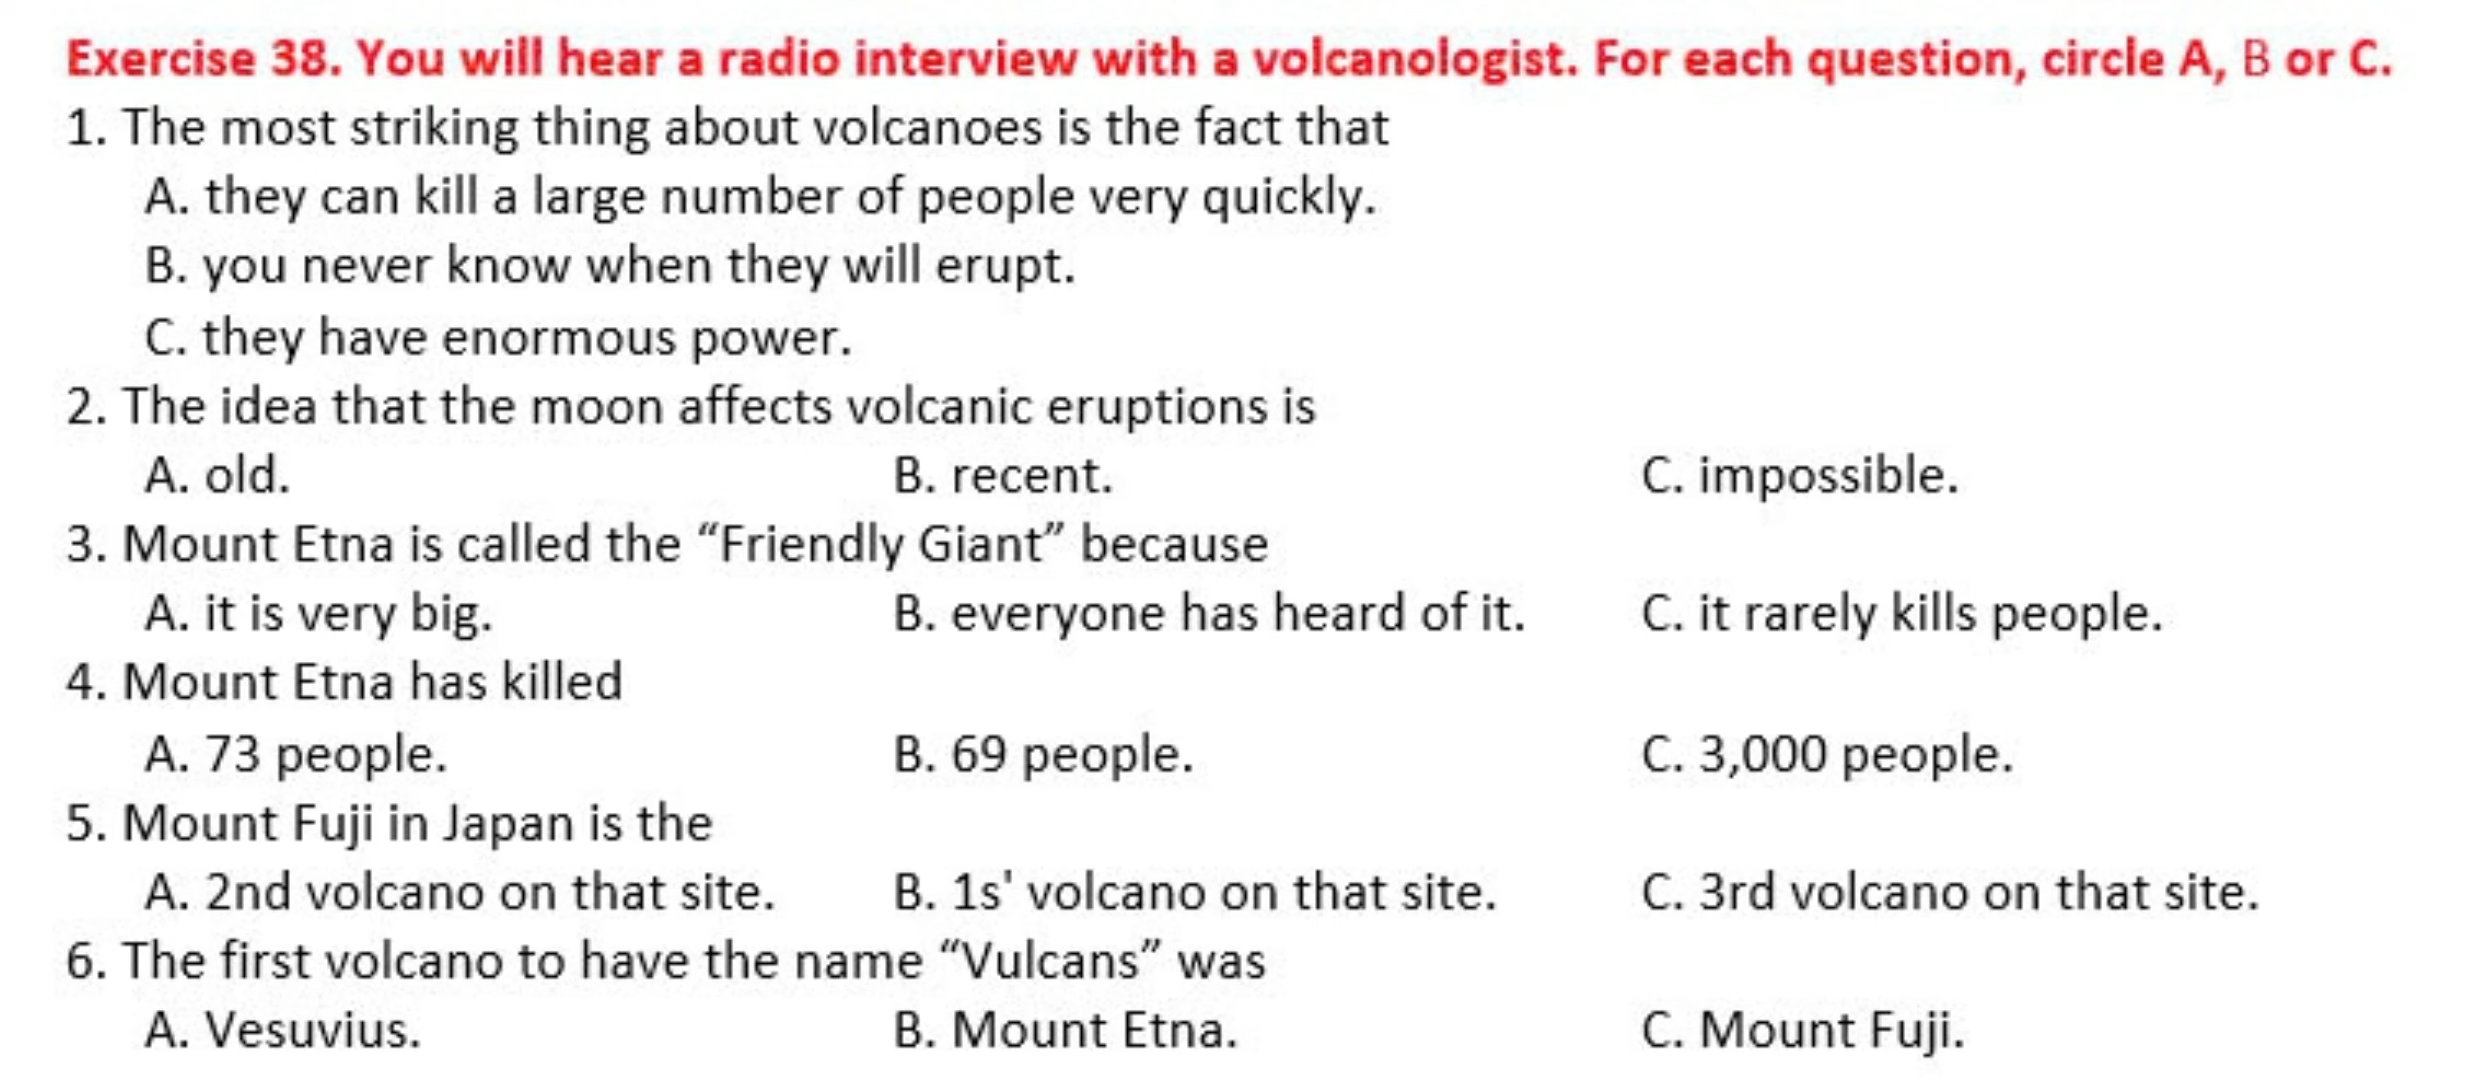 Exercise 38. You will hear a radio interview with a volcanologist. For each question, circle A, B or C.
1. The most striking thing about volcanoes is the fact that
A. they can kill a large number of people very quickly.
B. you never know when they will erupt.
C. they have enormous power.
2. The idea that the moon affects volcanic eruptions is
A. old. B. recent. C. impossible.
3. Mount Etna is called the “Friendly Giant” because
A. it is very big. B. everyone has heard of it. C. it rarely kills people.
4. Mount Etna has killed
A. 73 people. B. 69 people. C. 3,000 people.
5. Mount Fuji in Japan is the
A. 2nd volcano on that site. B. 1s' volcano on that site. C. 3rd volcano on that site.
6. The first volcano to have the name “Vulcans” was
A. Vesuvius. B. Mount Etna. C. Mount Fuji.